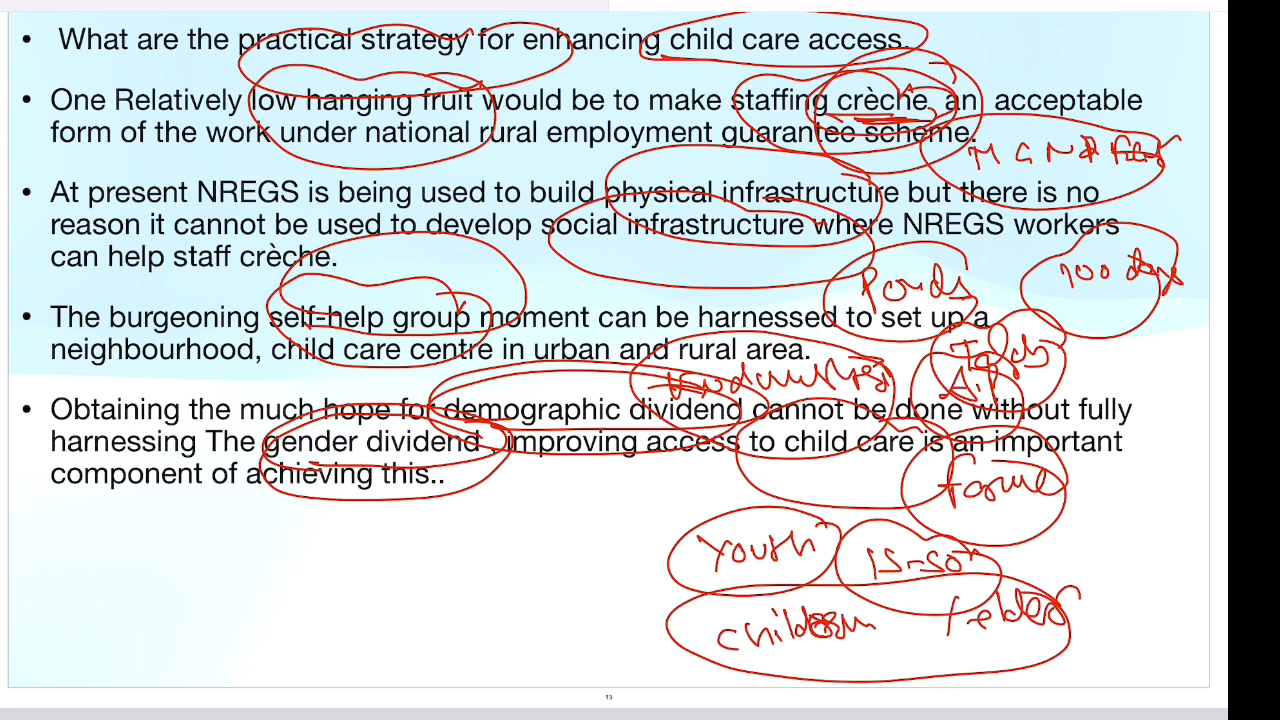 • What are the practical strategy for enhancing child care access.
• One Relatively low hanging fruit would be to make staffing crèche, an acceptable
form of the work under national rural employment guarantee scheme.
• At present NREGS is being used to build physical infrastructure but there is no
reason it cannot be used to develop social infrastructure where NREGS workers
can help staff crèche.
• The burgeoning self-help group moment can be harnessed to set up a
neighbourhood, child care centre in urban and rural area.
• Obtaining the much hope for demographic dividend cannot be done without fully
harnessing The gender dividend , improving access to child care is an important
component of achieving this..
Ponds
100 days
Youth
children / elder
13